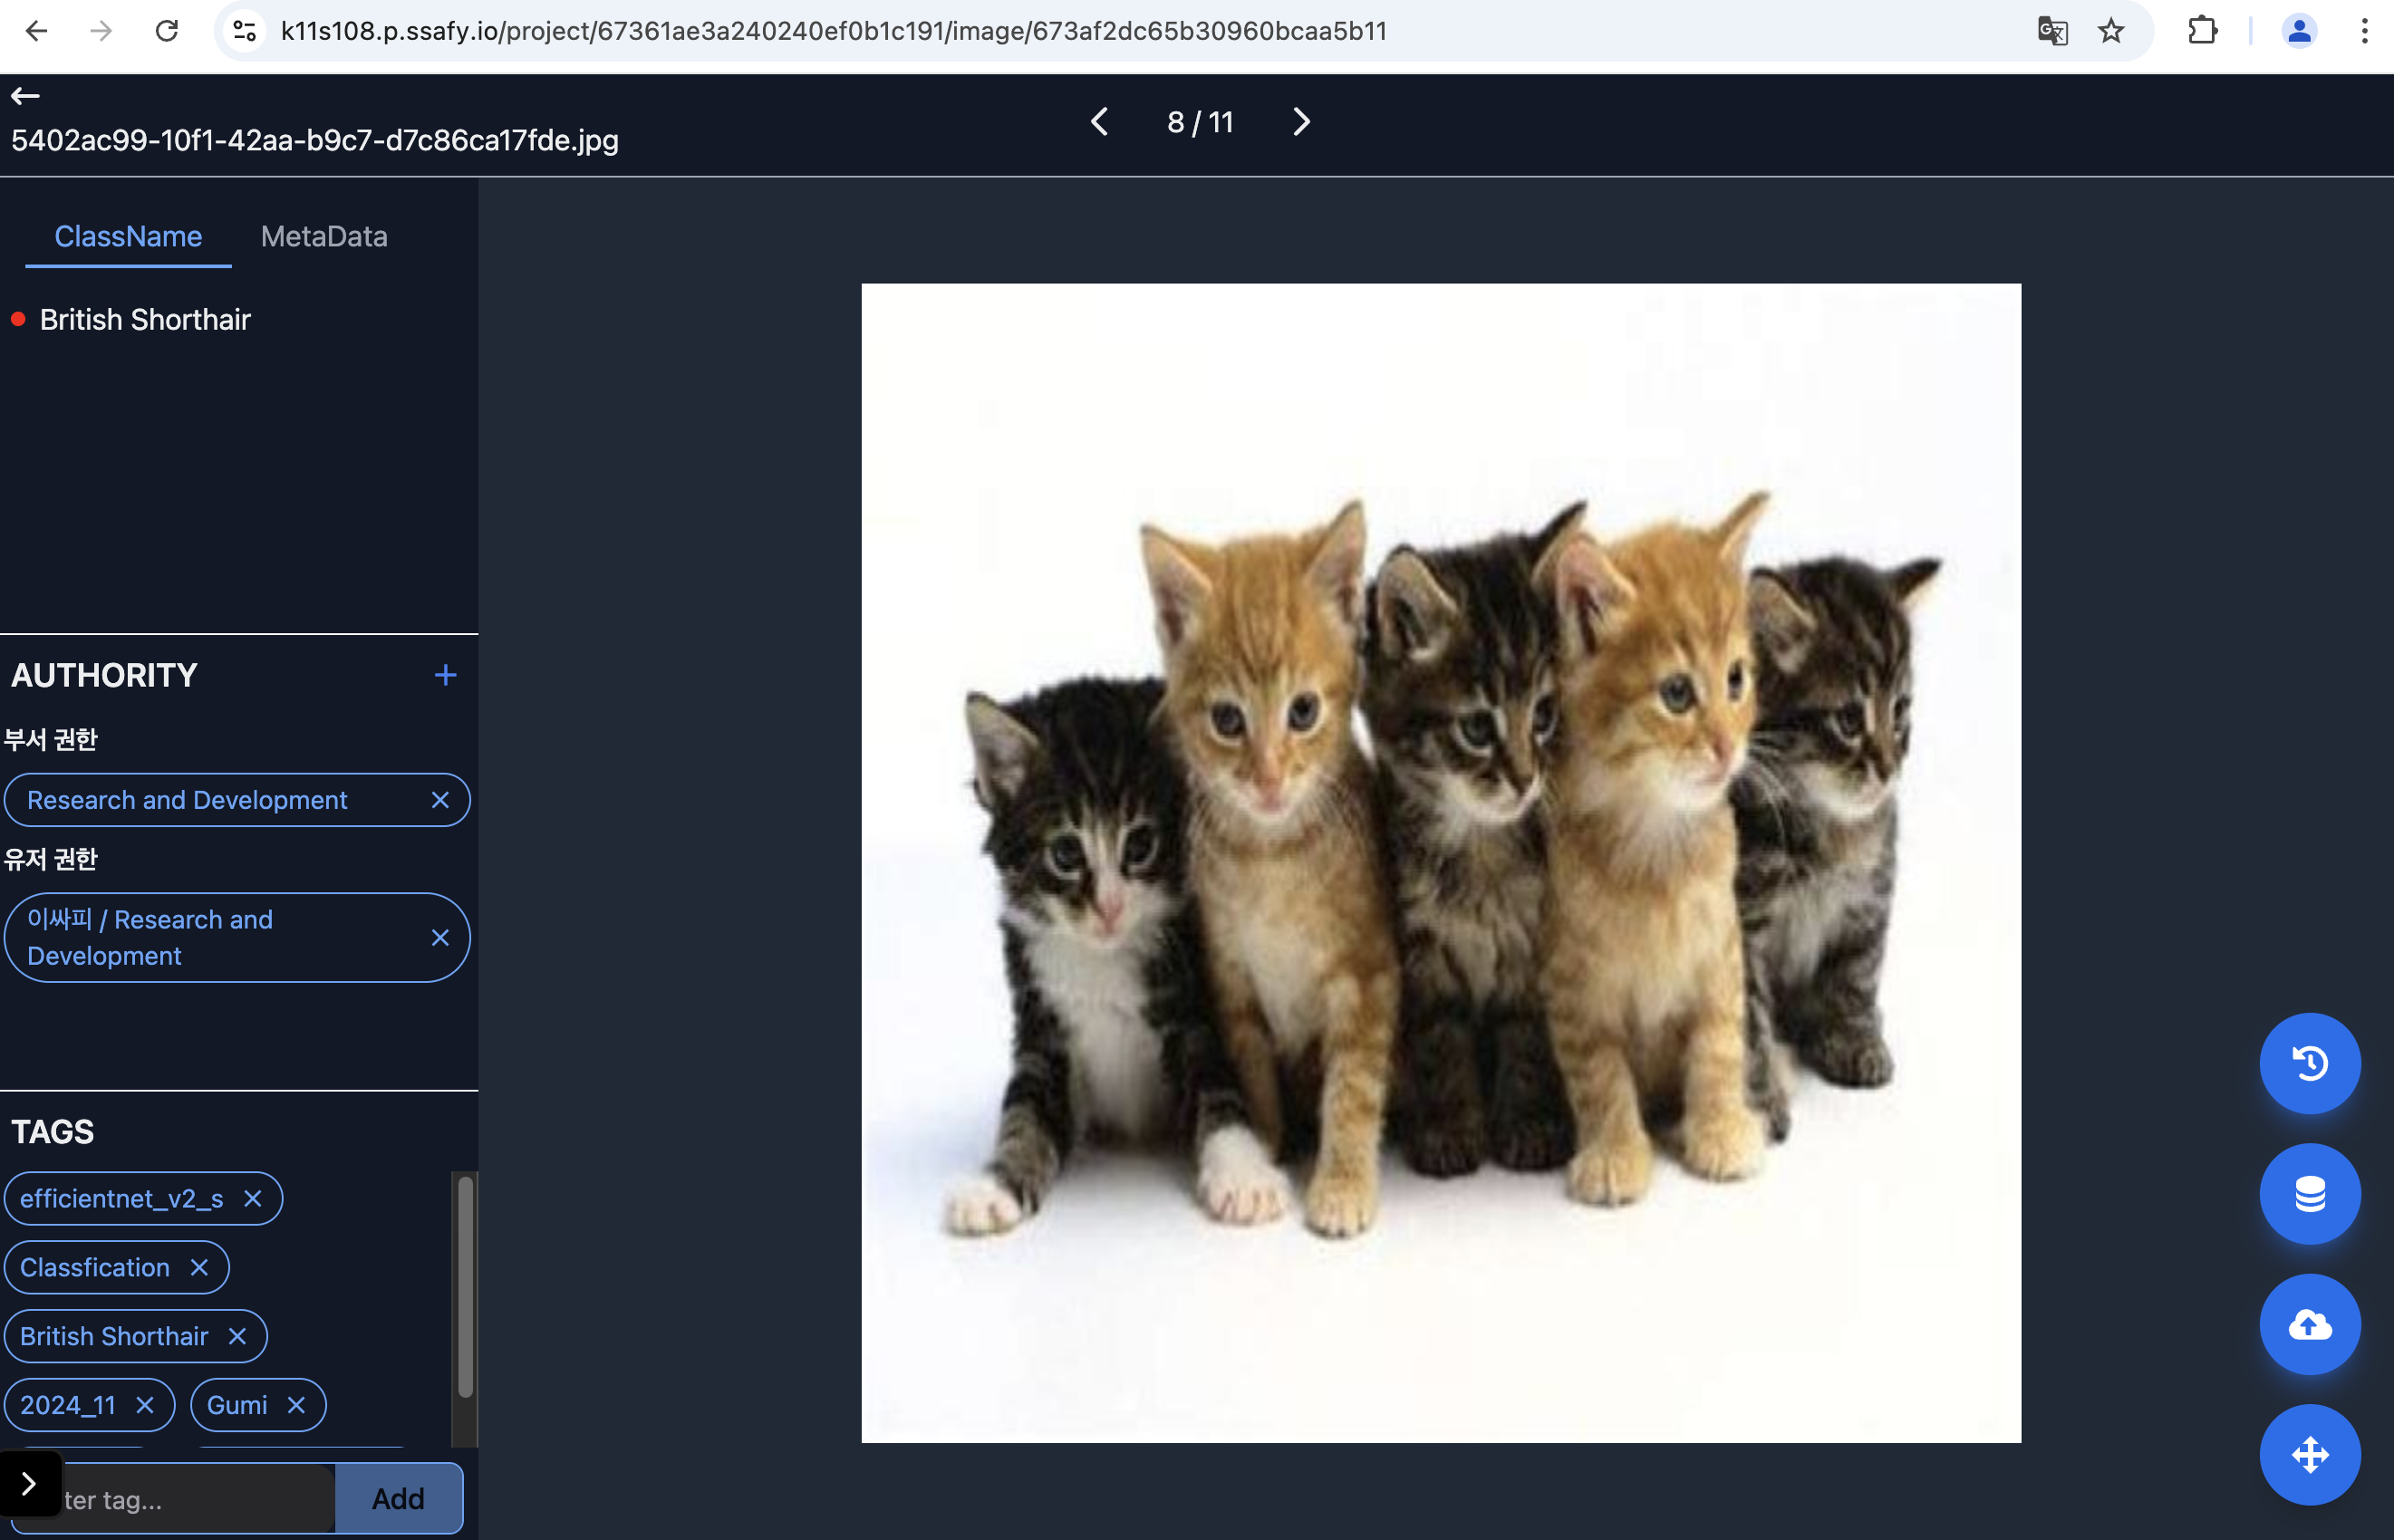 k11s108.p.ssafy.io/project/67361ae3a240240ef0b1c191/image/673af2dc65b30960bcaa5b11
5402ac99-10f1-42aa-b9c7-d7c86ca17fde.jpg
8 / 11
ClassName MetaData
British Shorthair
AUTHORITY
부서 권한
Research and Development
유저 권한
이싸피 / Research and
Development
TAGS
efficientnet_v2_s
Classfication
British Shorthair
2024_11 Gumi
ter tag...
Add